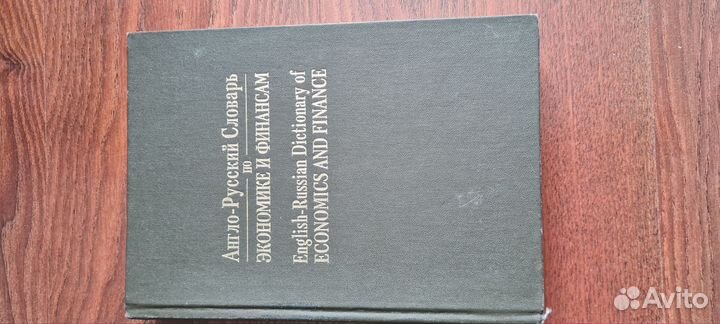 Англо-Русский Словарь
по
ЭКОНОМИКЕ И ФИНАНСАМ
English-Russian Dictionary of
ECONOMICS AND FINANCE
Avito